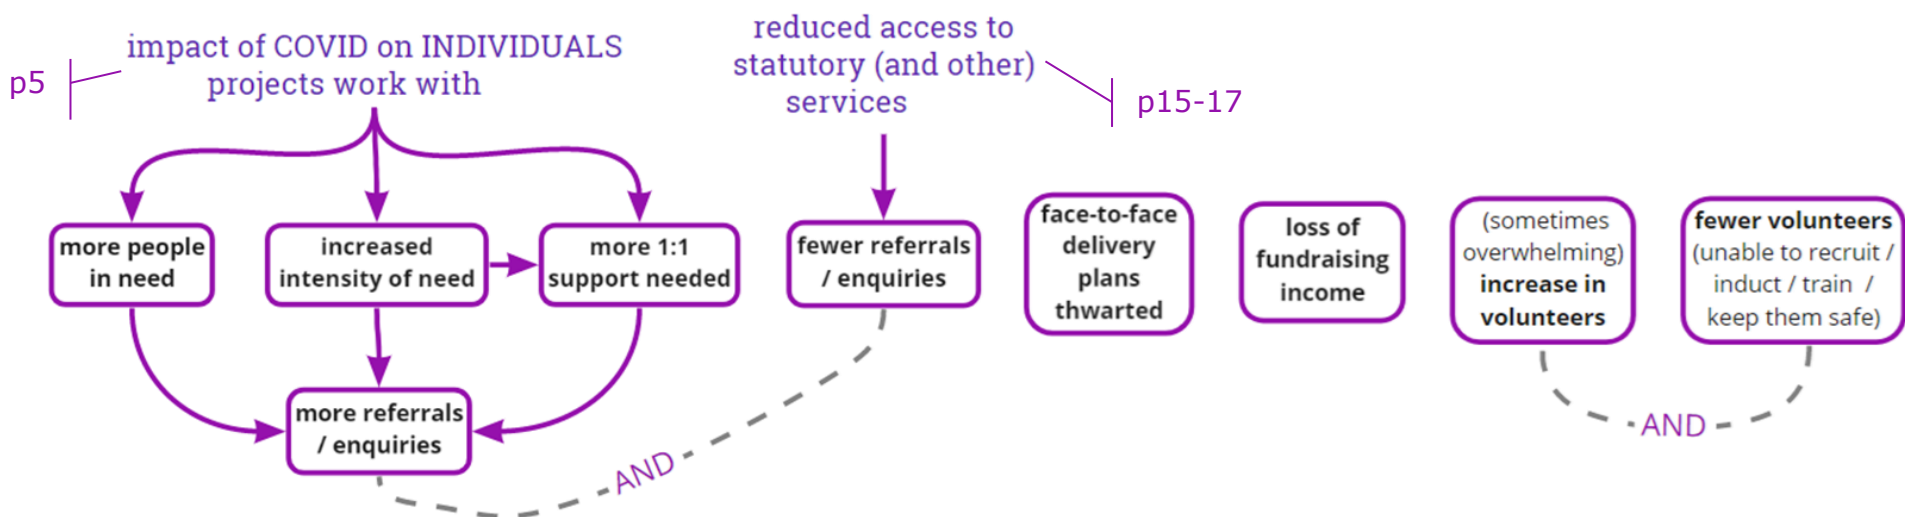 impact of COVID on INDIVIDUALS
projects work with
p5
reduced access to
statutory (and other)
services
p15-17
more people
in need
increased
intensity of need
more 1:1
support needed
fewer referrals
/ enquiries
face-to-face
delivery
plans
thwarted
loss of
fundraising
income
(sometimes
overwhelming)
increase in
volunteers
fewer volunteers
(unable to recruit /
induct / train /
keep them safe)
more referrals
/ enquiries
AND
AND